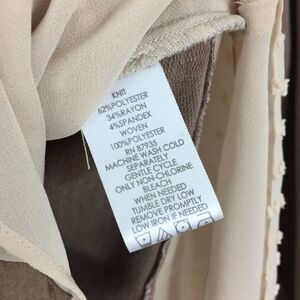 KNIT
62%POLYESTER
34%RAYON
4%SPANDEX
WOVEN
100%POLYESTER
RN 87935
MACHINE WASH COLD
SEPARATELY
GENTLE CYCLE
ONLY NON-CHLORINE
BLEACH
WHEN NEEDED
TUMBLE DRY LOW
REMOVE PROMPTLY
LOW IRON IF NEEDED